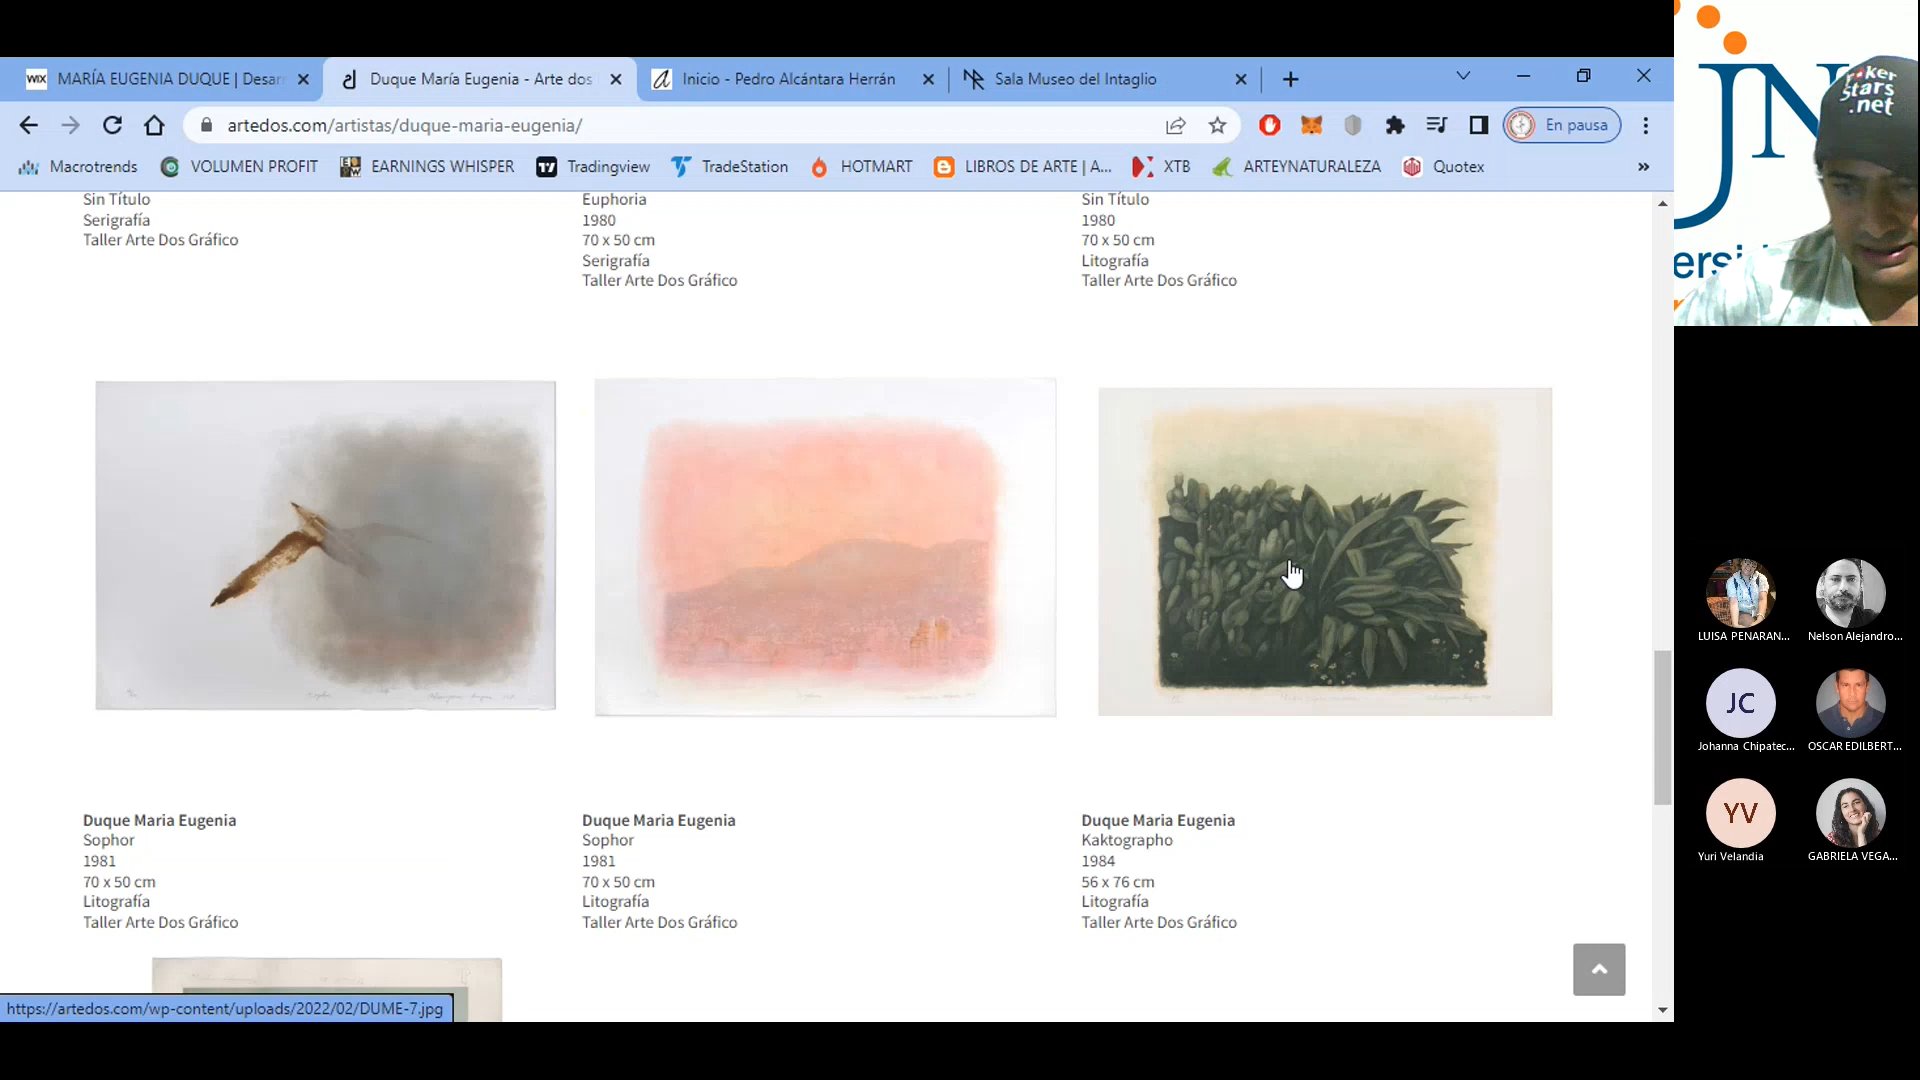 WIX MARÍA EUGENIA DUQUE | Desar
Duque María Eugenia - Arte dos
Inicio - Pedro Alcántara Herrán
Sala Museo del Intaglio
artedos.com/artistas/duque-maria-eugenia/
En pausa
Macrotrends
VOLUMEN PROFIT
EARNINGS WHISPER
Tradingview
TradeStation
HOTMART
LIBROS DE ARTE | A...
XTB
ARTEYNATURALEZA
Quotex
»
Sin Título
Serigrafía
Taller Arte Dos Gráfico
Euphoria
1980
70 x 50 cm
Serigrafía
Taller Arte Dos Gráfico
Sin Título
1980
70 x 50 cm
Litografía
Taller Arte Dos Gráfico
Duque Maria Eugenia
Sophor
1981
70 x 50 cm
Litografía
Taller Arte Dos Gráfico
Duque Maria Eugenia
Sophor
1981
70 x 50 cm
Litografía
Taller Arte Dos Gráfico
Duque Maria Eugenia
Kaktographo
1984
56 x 76 cm
Litografía
Taller Arte Dos Gráfico
https://artedos.com/wp-content/uploads/2022/02/DUME-7.jpg
JN
ersi
Stars
.net
LUISA PENARAN...
Nelson Alejandro...
JC
Johanna Chipatec...
OSCAR EDILBERT...
YV
Yuri Velandia
GABRIELA VEGA...